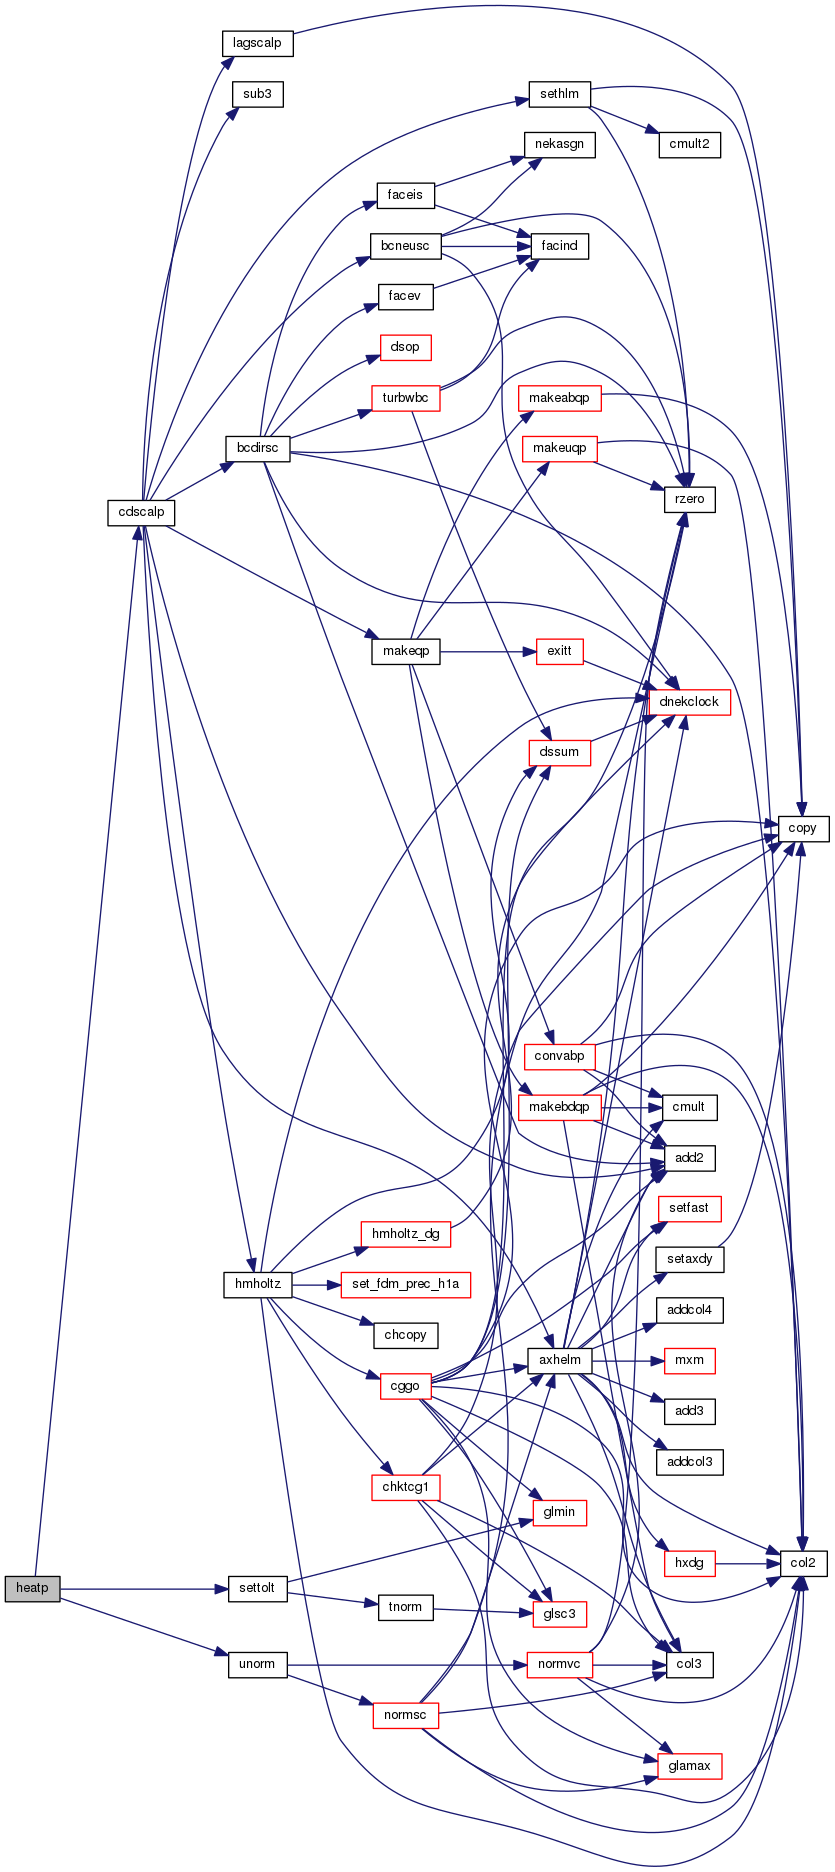 lagscalp
sub3
sethlm
cmult2
nekasgn
faceis
bcneusc
facind
facev
dsop
turbwbc
makeabqp
bcdirsc
makeuqp
rzero
cdscalp
makeqp
exitt
dnekclock
dssum
copy
convabp
makebdqp
cmult
add2
setfast
hmholtz_dg
setaxdy
hmholtz
set_fdm_prec_h1a
addcol4
chcopy
axhelm
mxm
cggo
add3
addcol3
chktcg1
glmin
hxdg
col2
heatp
settolt
tnorm
glsc3
unorm
normvc
col3
normsc
glamax